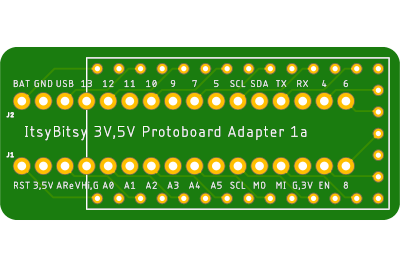 BAT GND USB 13 12 11 10 9 7 5 SCL SDA TX RX 4 6
J2
ItsyBitsy 3V,5V Protoboard Adapter 1a
J1
RST 3,5V ARef VHi,G A0 A1 A2 A3 A4 A5 SCL MO MI G,3V EN 8